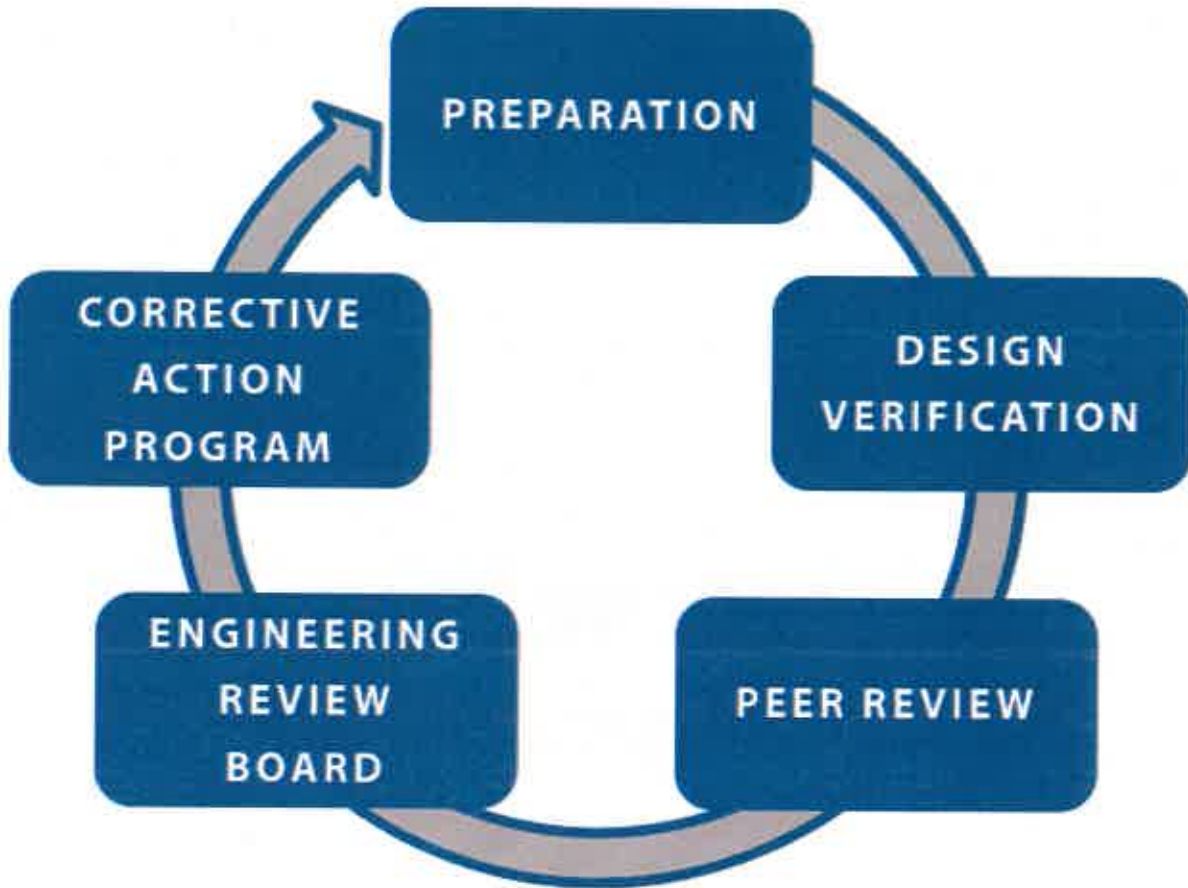 PREPARATION
DESIGN
VERIFICATION
PEER REVIEW
ENGINEERING
REVIEW
BOARD
CORRECTIVE
ACTION
PROGRAM